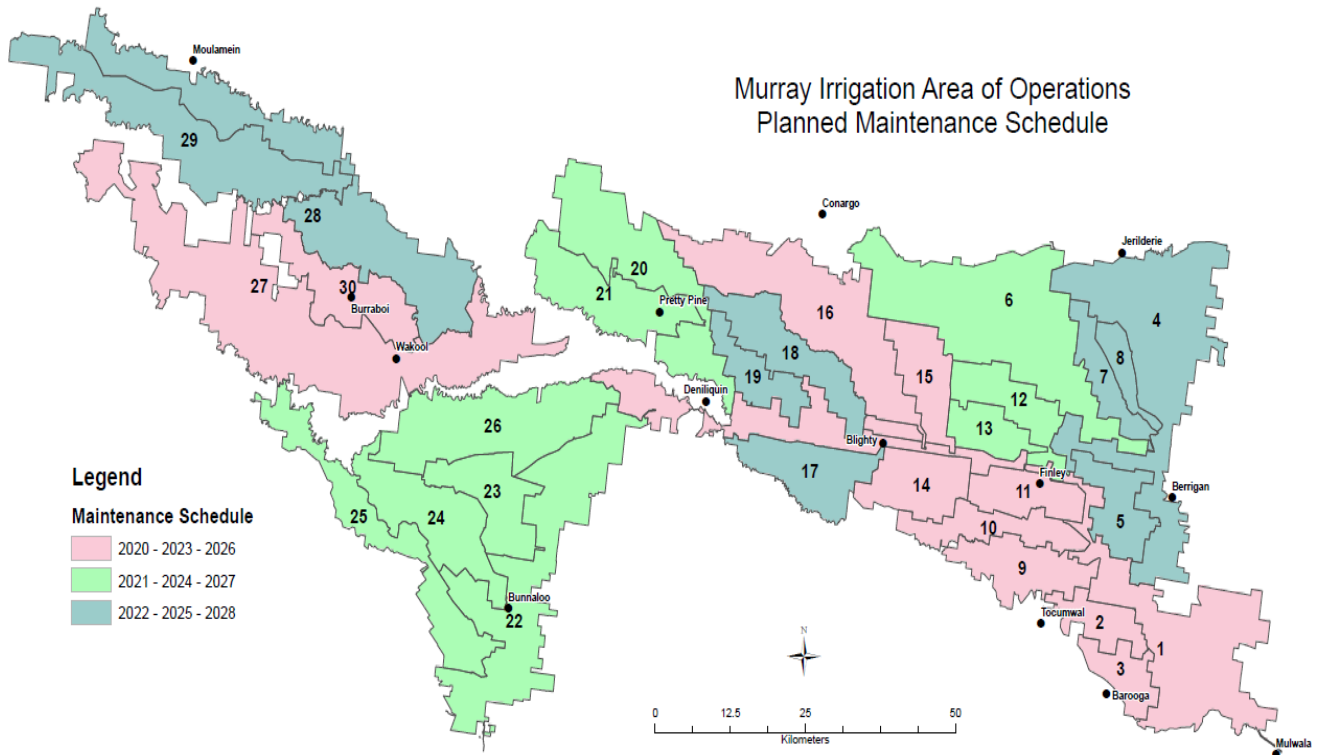 Murray Irrigation Area of Operations
Planned Maintenance Schedule
Moulamein
29
28
27
30
Burraboi
Wakool
Conargo
Jerilderie
20
21
Pretty Pine
16
6
4
18
19
15
8
7
12
13
Deniliquin
Blighty
17
14
Finley
11
Berrigan
5
10
9
Tocumwal
2
1
3
Barooga
Mulwala
26
23
25
24
Bunnaloo
22
Legend
Maintenance Schedule
2020 - 2023 - 2026
2021 - 2024 - 2027
2022 - 2025 - 2028
N
0 12.5 25 50
Kilometers